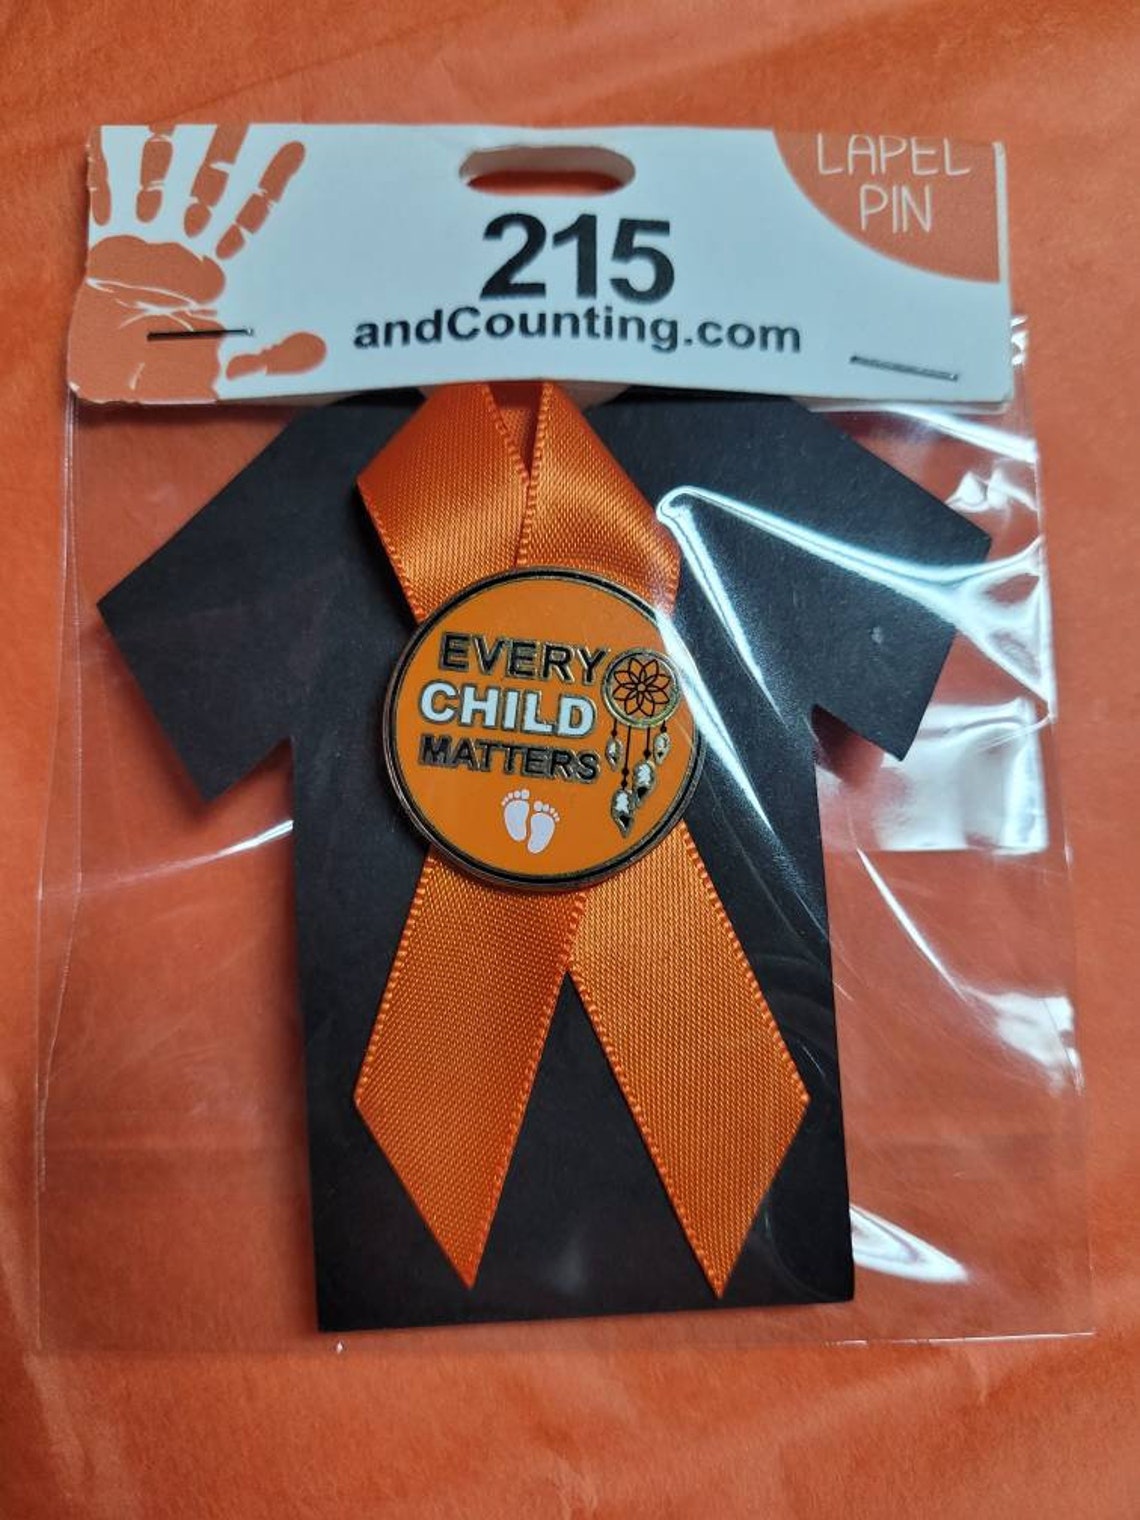 LAPEL
PIN
215
andCounting.com
EVERY
CHILD
MATTERS